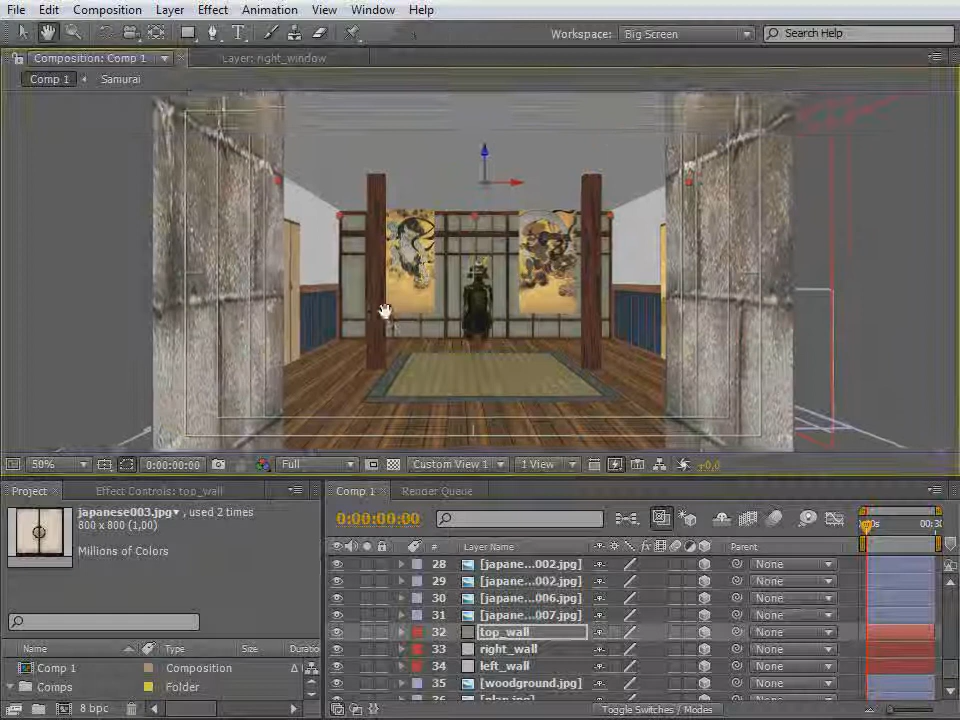 File Edit Composition Layer Effect Animation View Window Help
Workspace: Big Screen Search Help
Composition: Comp 1 Layer: right_window
Comp 1 Samurai
50% 0:00:00:00 Full Custom View 1 1 View +0,0
Project Effect Controls: top_wall
japanese003.jpg , used 2 times
800 x 800 (1,00)
Millions of Colors
Name Type Size Duratio
Comp 1 Composition
Comps Folder
8 bpc
Comp 1 Render Queue
0:00:00:00 00:30
# Layer Name Parent
28 [japane...002.jpg] None
29 [japane...002.jpg] None
30 [japane...006.jpg] None
31 [japane...007.jpg] None
32 top_wall None
33 right_wall None
34 left_wall None
35 [woodground.jpg] None
Toggle Switches / Modes